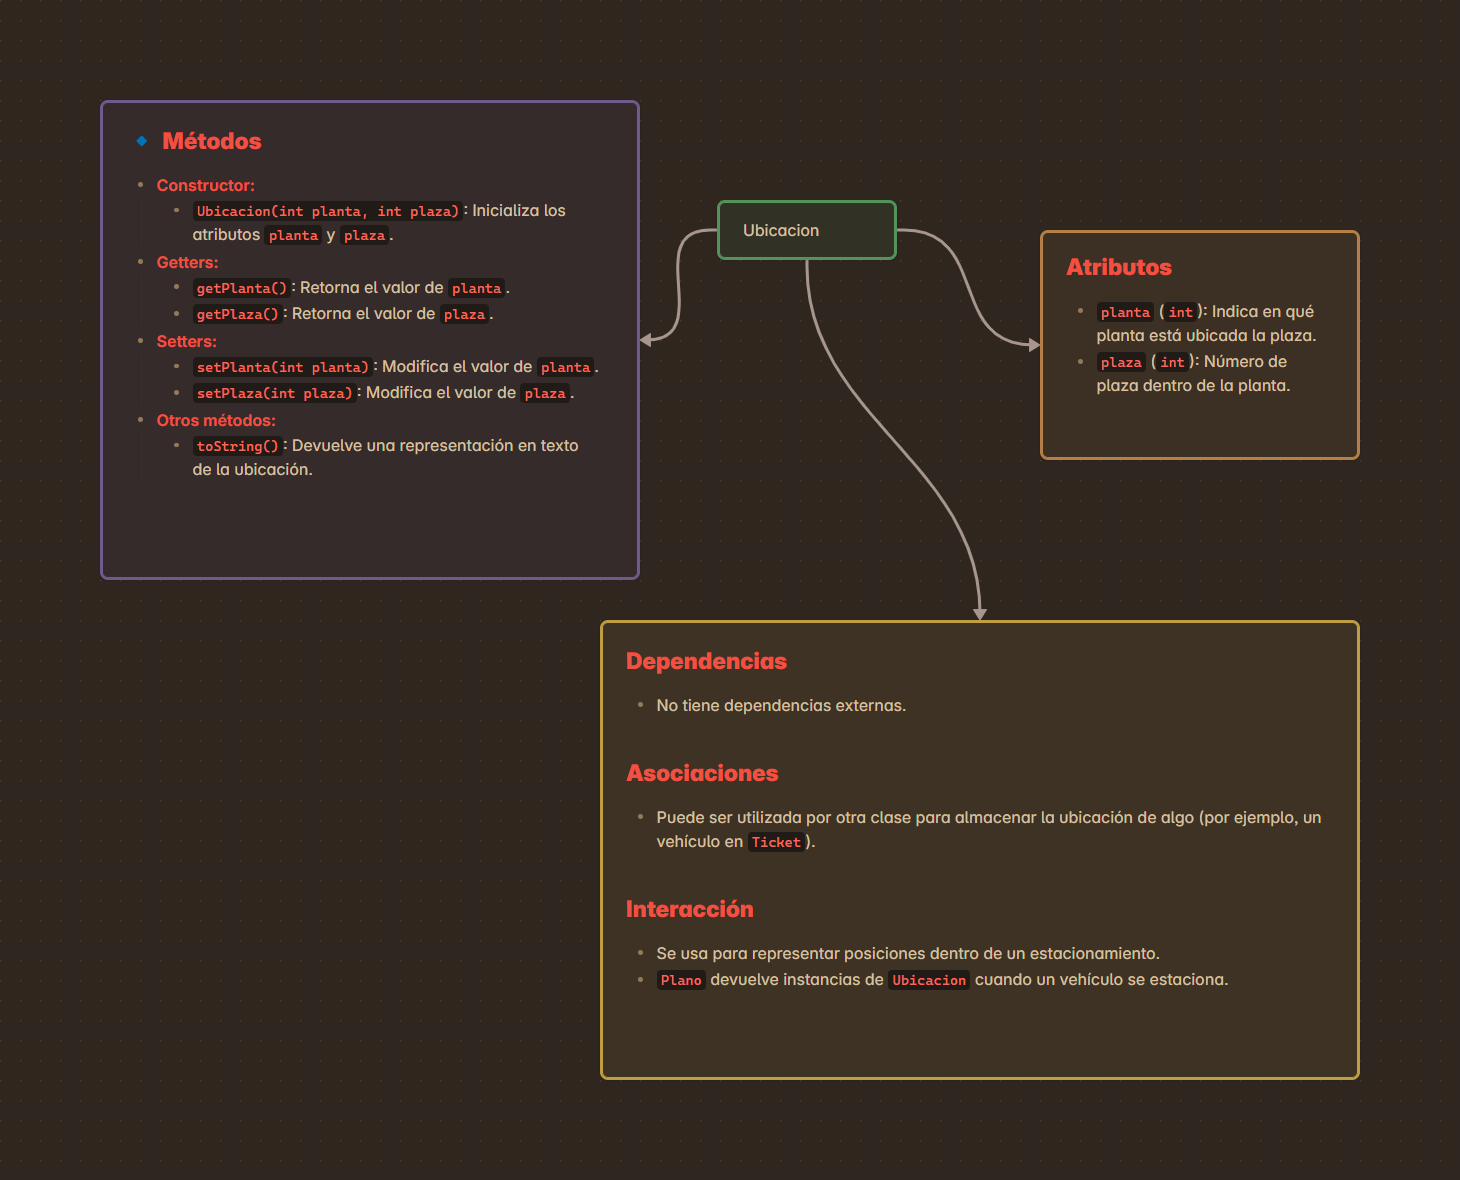 Métodos
Constructor:
Ubicacion(int planta, int plaza): Inicializa los
atributos planta y plaza.
Getters:
getPlanta(): Retorna el valor de planta.
getPlaza(): Retorna el valor de plaza.
Setters:
setPlanta(int planta): Modifica el valor de planta.
setPlaza(int plaza): Modifica el valor de plaza.
Otros métodos:
toString(): Devuelve una representación en texto
de la ubicación.
Ubicacion
Atributos
planta (int): Indica en qué
planta está ubicada la plaza.
plaza (int): Número de
plaza dentro de la planta.
Dependencias
No tiene dependencias externas.
Asociaciones
Puede ser utilizada por otra clase para almacenar la ubicación de algo (por ejemplo, un
vehículo en Ticket).
Interacción
Se usa para representar posiciones dentro de un estacionamiento.
Plano devuelve instancias de Ubicacion cuando un vehículo se estaciona.